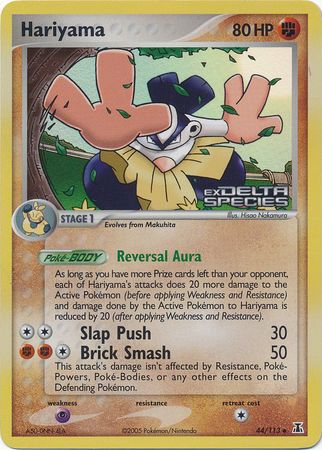 Hariyama
80 HP
EX DELTA
SPECIES
Illus. Hisao Nakamura
STAGE 1
Evolves from Makuhita
Poké-BODY Reversal Aura
As long as you have more Prize cards left than your opponent,
each of Hariyama's attacks does 20 more damage to the
Active Pokémon (before applying Weakness and Resistance)
and damage done by the Active Pokémon to Hariyama is
reduced by 20 (after applying Weakness and Resistance).
Slap Push 30
Brick Smash 50
This attack's damage isn't affected by Resistance, Poké-
Powers, Poké-Bodies, or any other effects on the
Defending Pokémon.
weakness resistance retreat cost
©2005 Pokémon/Nintendo 44/113